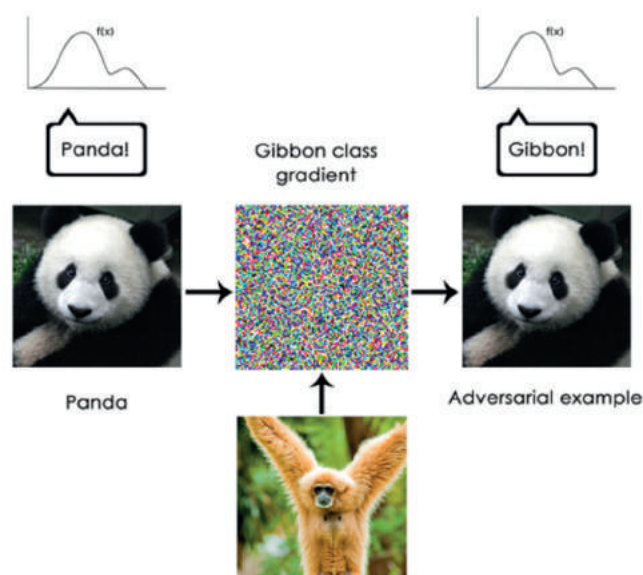 f(x)
f(x)
Panda!
Gibbon!
Gibbon class
gradient
Panda
Adversarial example